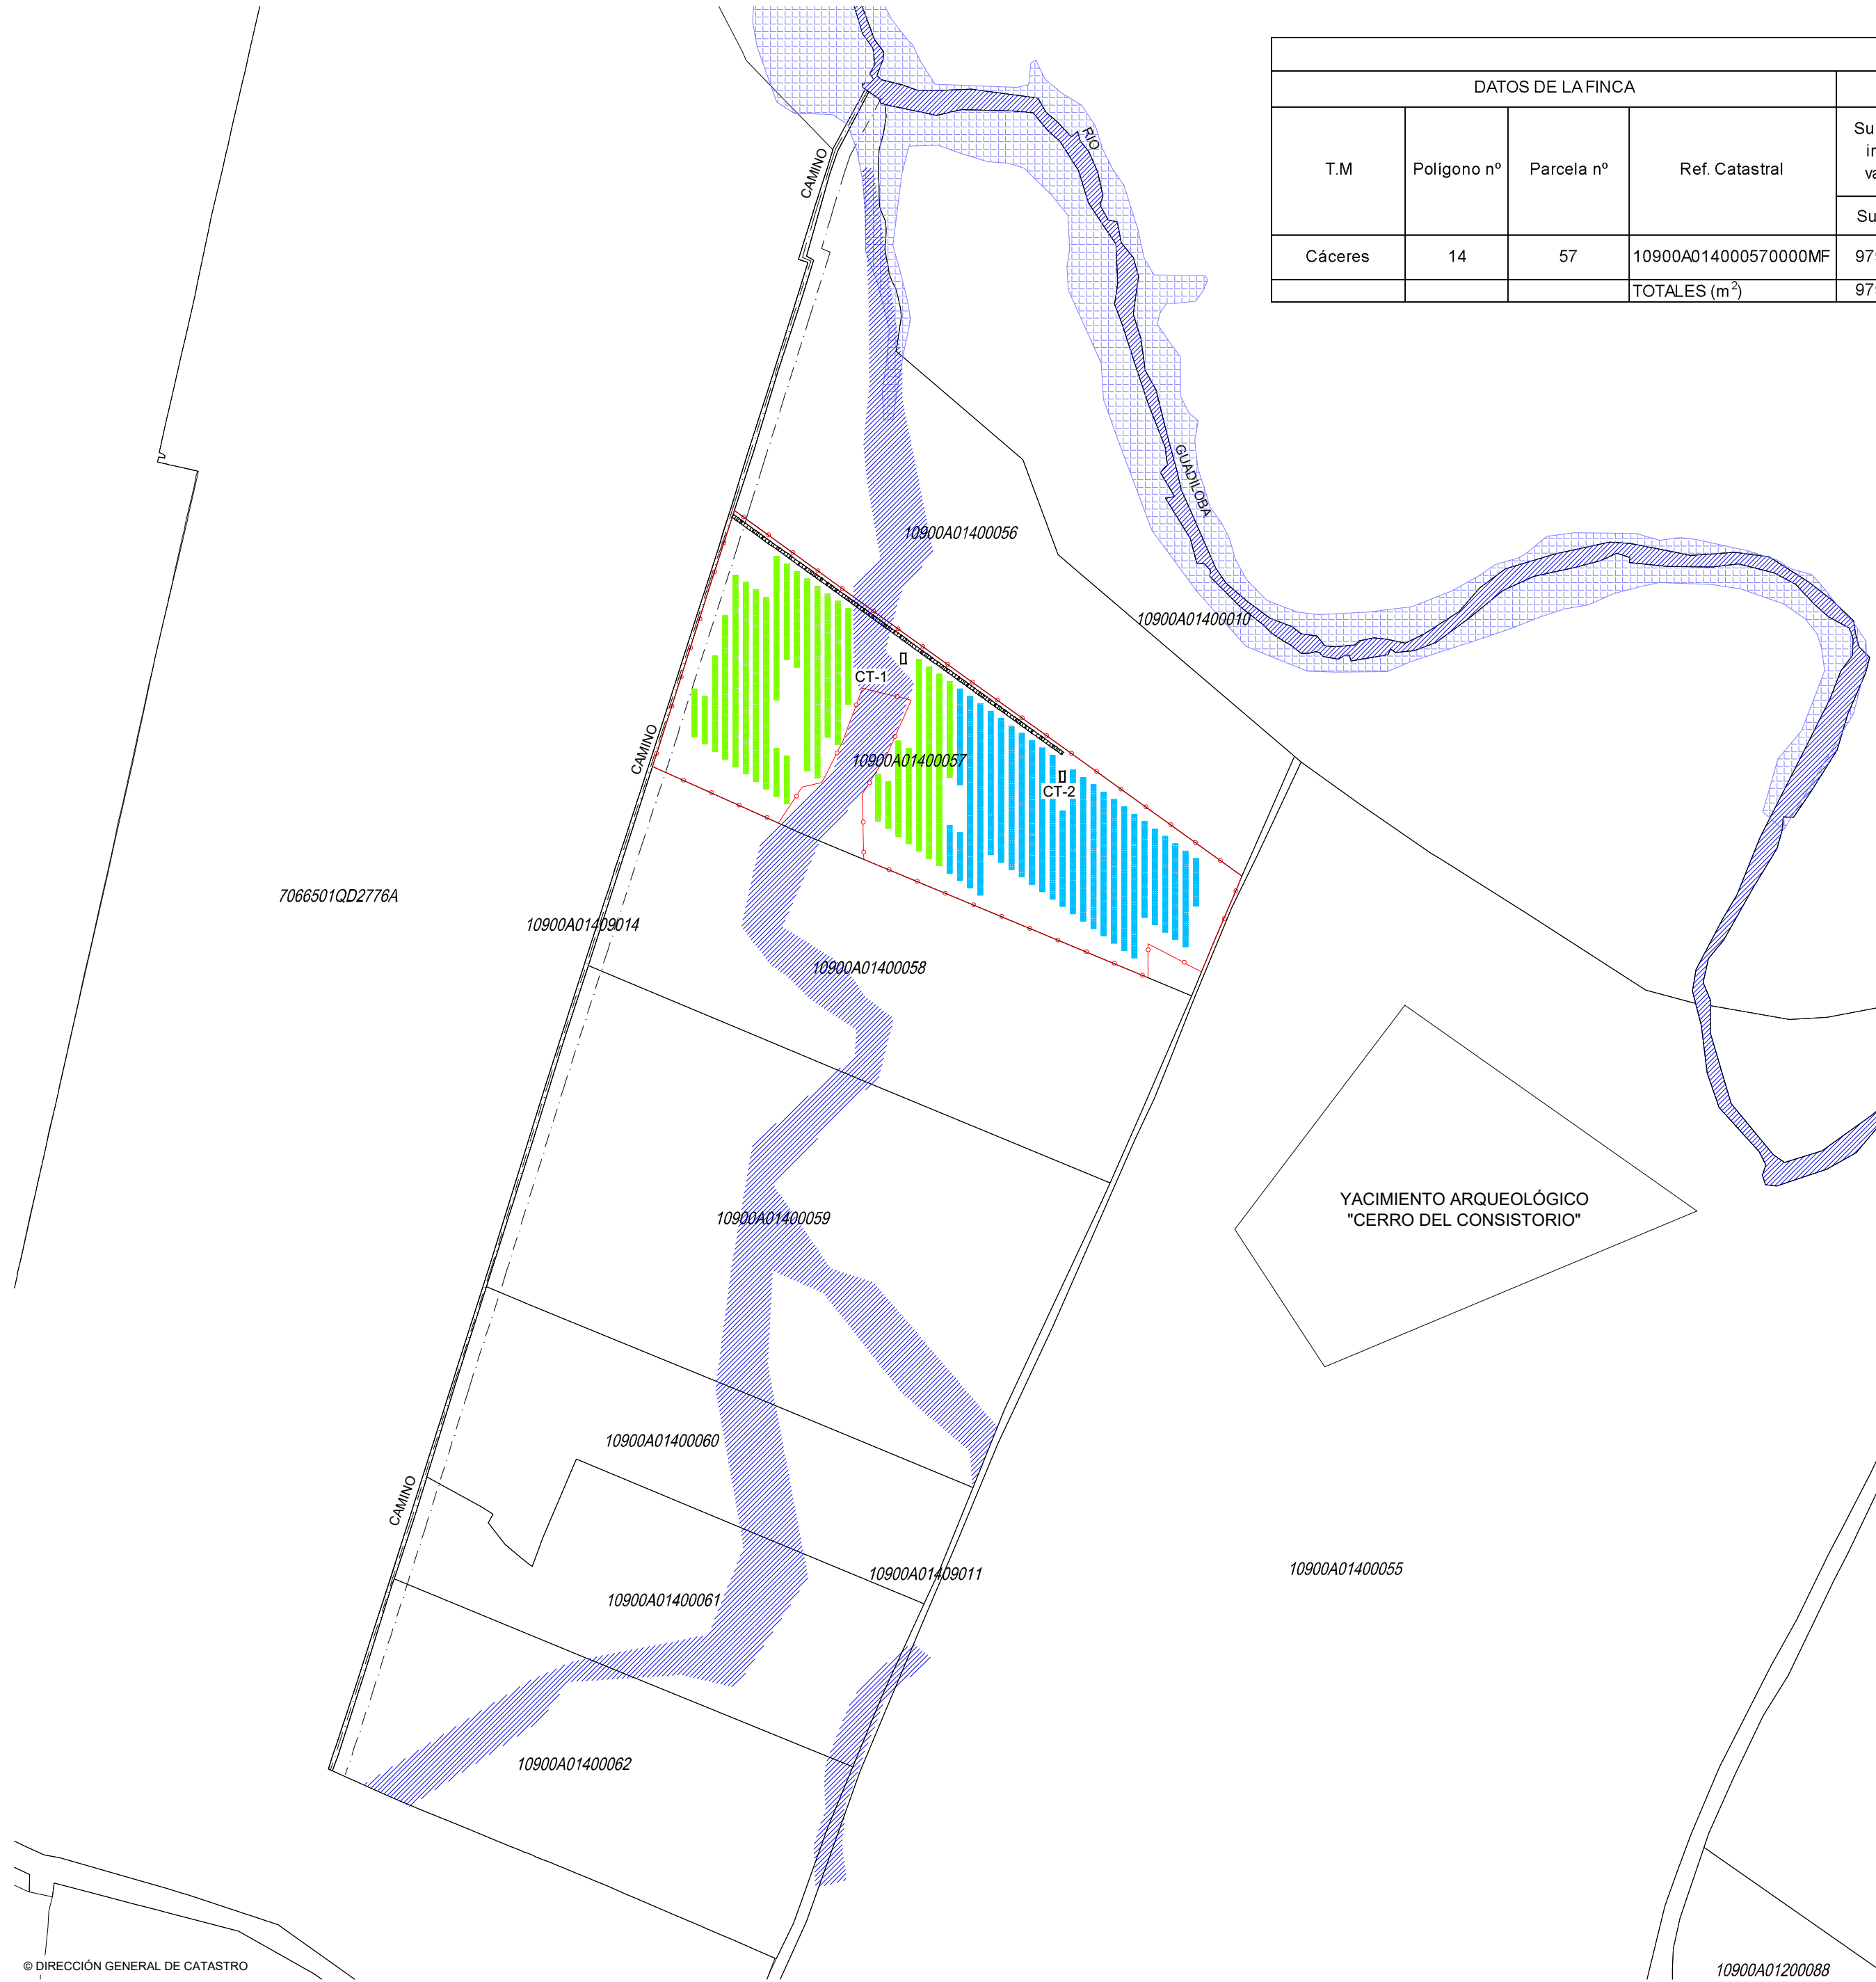 DATOS DE LA FINCA
T.M
Polígono nº
Parcela nº
Ref. Catastral
Cáceres
14
57
10900A014000570000MF
TOTALES (m²)
CAMINO
RIO
GUADILOBA
10900A01400056
10900A01400010
CT-1
10900A01400057
CT-2
CAMINO
7066501QD2776A
10900A01409014
10900A01400058
YACIMIENTO ARQUEOLÓGICO
"CERRO DEL CONSISTORIO"
10900A01400059
10900A01400060
CAMINO
10900A01409011
10900A01400055
10900A01400061
10900A01400062
© DIRECCIÓN GENERAL DE CATASTRO
10900A01200088